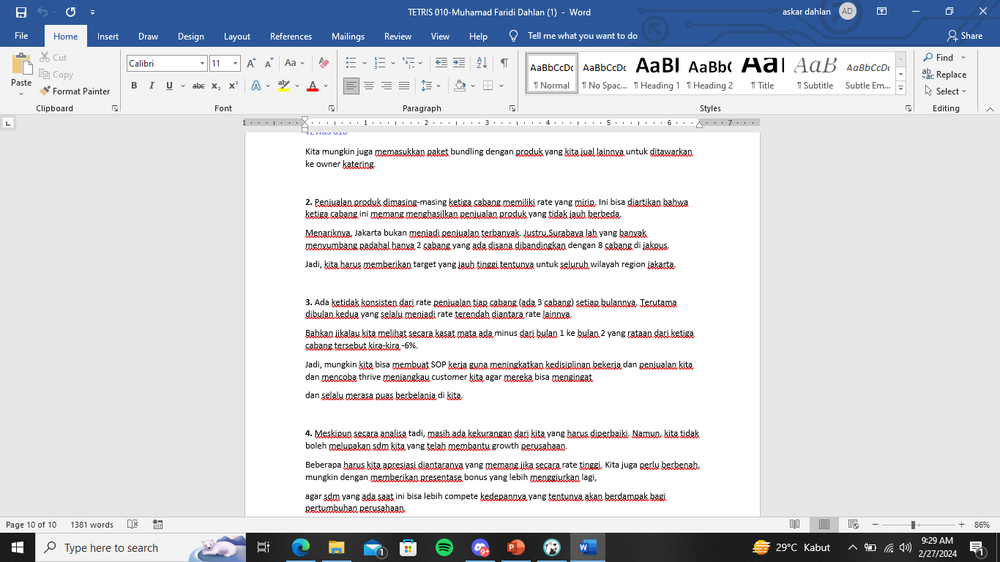 TETRIS 010-Muhamad Faridi Dahlan (1) - Word
askar dahlan AD
File Home Insert Draw Design Layout References Mailings Review View Help Tell me what you want to do Share
Paste Cut Copy Format Painter
Calibri 11
AaBbCcDc AaBbCcDc AaBl AaBbC AaI AaB AaBbCcDc
¶ Normal ¶ No Spac... ¶ Heading 1 ¶ Heading 2 ¶ Title ¶ Subtitle Subtle Em...
Find Replace Select
Clipboard Font Paragraph Styles Editing
1 1 2 3 4 5 6 7
TETRIS 010
Kita mungkin juga memasukkan paket bundling dengan produk yang kita jual lainnya untuk ditawarkan
ke owner katering.
2. Penjualan produk dimasing-masing ketiga cabang memiliki rate yang mirip. Ini bisa diartikan bahwa
ketiga cabang ini memang menghasilkan penjualan produk yang tidak jauh berbeda.
Menariknya, Jakarta bukan menjadi penjualan terbanyak. Justru,Surabaya lah yang banyak
menyumbang padahal hanya 2 cabang yang ada disana dibandingkan dengan 8 cabang di jakpus.
Jadi, kita harus memberikan target yang jauh tinggi tentunya untuk seluruh wilayah region jakarta.
3. Ada ketidak konsisten dari rate penjualan tiap cabang (ada 3 cabang) setiap bulannya. Terutama
dibulan kedua yang selalu menjadi rate terendah diantara rate lainnya.
Bahkan jikalau kita melihat secara kasat mata ada minus dari bulan 1 ke bulan 2 yang rataan dari ketiga
cabang tersebut kira-kira -6%.
Jadi, mungkin kita bisa membuat SOP kerja guna meningkatkan kedisiplinan bekerja dan penjualan kita
dan mencoba thrive menjangkau customer kita agar mereka bisa mengingat
dan selalu merasa puas berbelanja di kita.
4. Meskipun secara analisa tadi, masih ada kekurangan dari kita yang harus diperbaiki. Namun, kita tidak
boleh melupakan sdm kita yang telah membantu growth perusahaan.
Beberapa harus kita apresiasi diantaranya yang memang jika secara rate tinggi. Kita juga perlu berbenah,
mungkin dengan memberikan presentase bonus yang lebih menggiurkan lagi,
agar sdm yang ada saat ini bisa lebih compete kedepannya yang tentunya akan berdampak bagi
pertumbuhan perusahaan.
Page 10 of 10 1381 words 86%
Type here to search 1 9+ 29°C Kabut 9:29 AM 2/27/2024 1